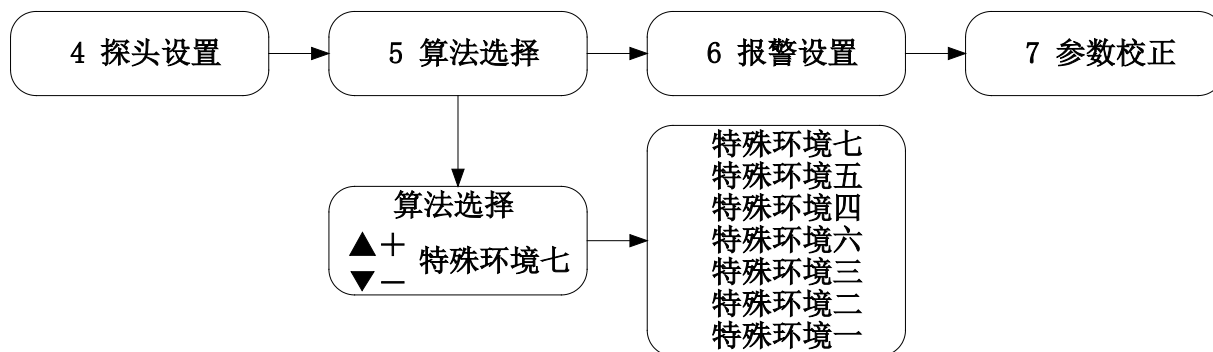 4 探头设置
5 算法选择
6 报警设置
7 参数校正
算法选择
▲+
▼-
特殊环境七
特殊环境七
特殊环境五
特殊环境四
特殊环境六
特殊环境三
特殊环境二
特殊环境一